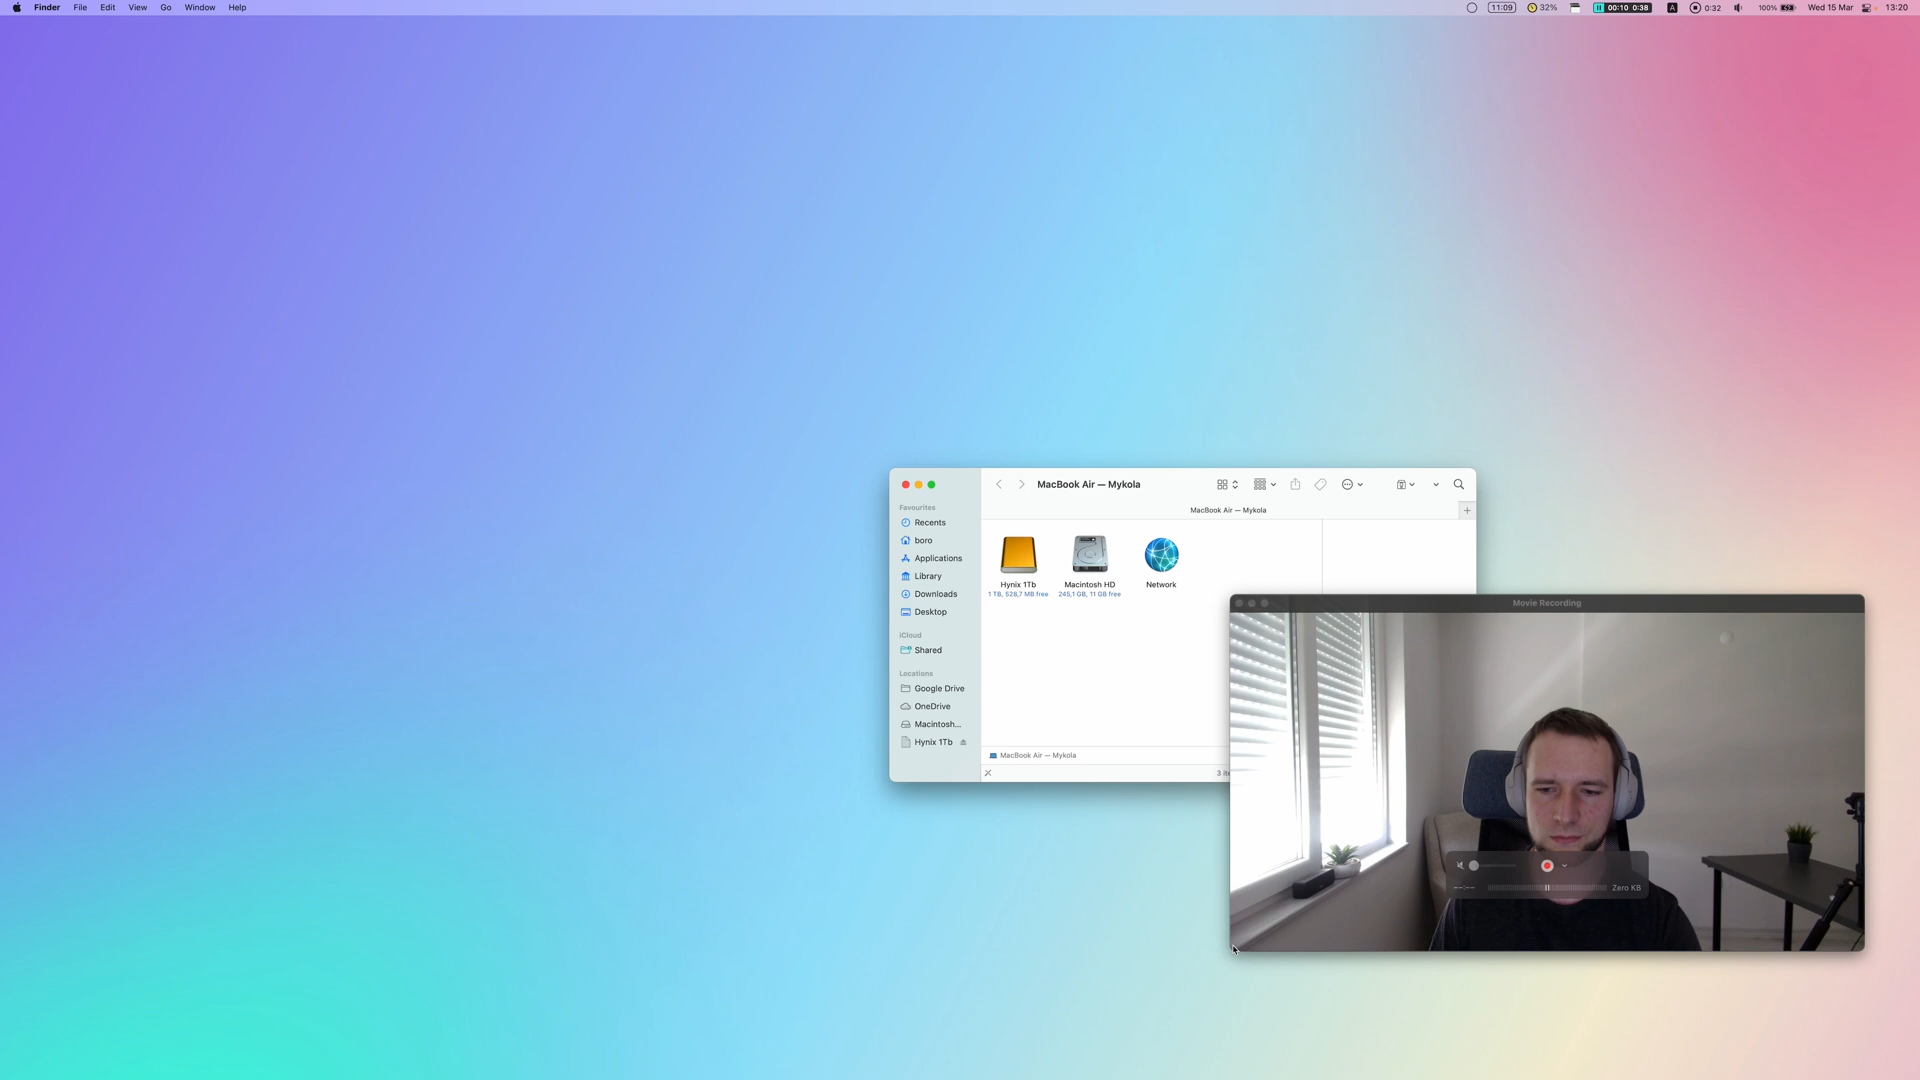 Finder File Edit View Go Window Help
11:09 32% 00:10 0:38 A 0:32 100% Wed 15 Mar 13:20
MacBook Air — Mykola
MacBook Air — Mykola
Favourites
Recents
boro
Applications
Library
Downloads
Desktop
iCloud
Shared
Locations
Google Drive
OneDrive
Macintosh...
Hynix 1Tb
Hynix 1Tb
1 TB, 528,7 MB free
Macintosh HD
245,1 GB, 11 GB free
Network
MacBook Air — Mykola
3
Movie Recording
--:--
Zero KB